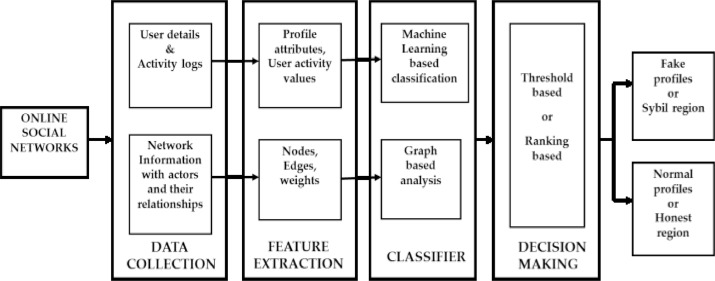 ONLINE
SOCIAL
NETWORKS
User details
&
Activity logs
Network
Information
with actors
and their
relationships
DATA
COLLECTION
Profile
attributes,
User activity
values
Nodes,
Edges,
weights
FEATURE
EXTRACTION
Machine
Learning
based
classification
Graph
based
analysis
CLASSIFIER
Threshold
based
or
Ranking
based
DECISION
MAKING
Fake
profiles
or
Sybil region
Normal
profiles
or
Honest
region